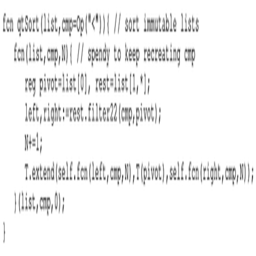 fcn qtSort(list,cmp=Op("<")){ // sort immutable lists
fcn(list,cmp,N){ // spendy to keep recreating cmp
reg pivot=list[0], rest=list[1,*];
left,right:=rest.filter22(cmp,pivot);
N+=1;
T.extend(self.fcn(left,cmp,N),T(pivot),self.fcn(right,cmp,N));
}(list,cmp,0);
}